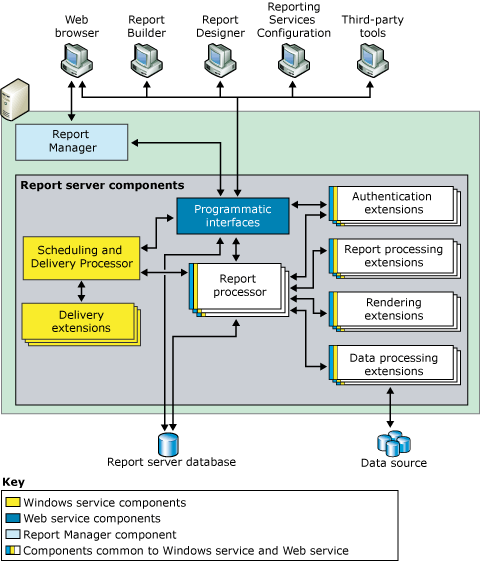 Web browser
Report Builder
Report Designer
Reporting Services Configuration
Third-party tools
Report Manager
Report server components
Programmatic interfaces
Authentication extensions
Scheduling and Delivery Processor
Report processor
Report processing extensions
Delivery extensions
Rendering extensions
Data processing extensions
Report server database
Data source
Key
Windows service components
Web service components
Report Manager component
Components common to Windows service and Web service